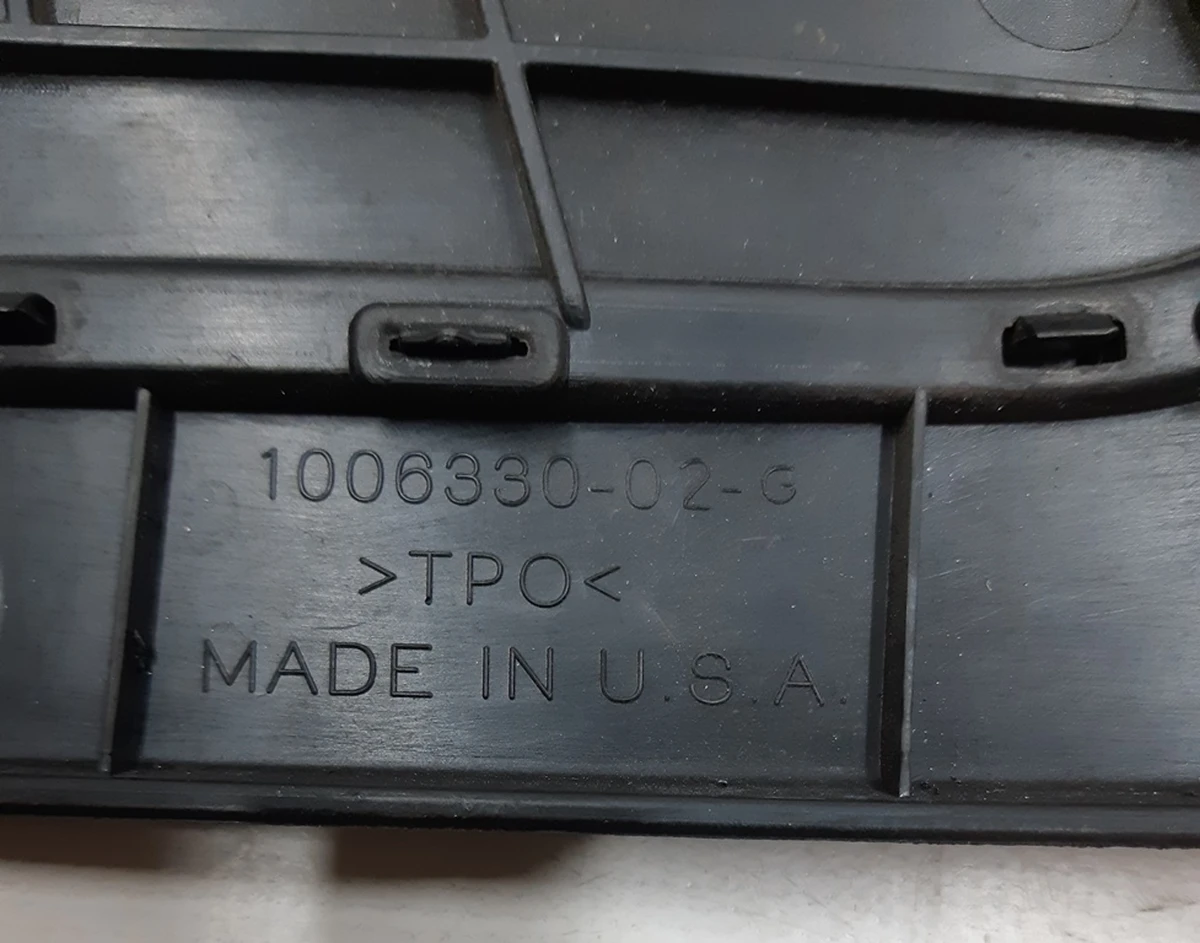 1006330-02-G
>TPO<
MADE IN U.S.A.